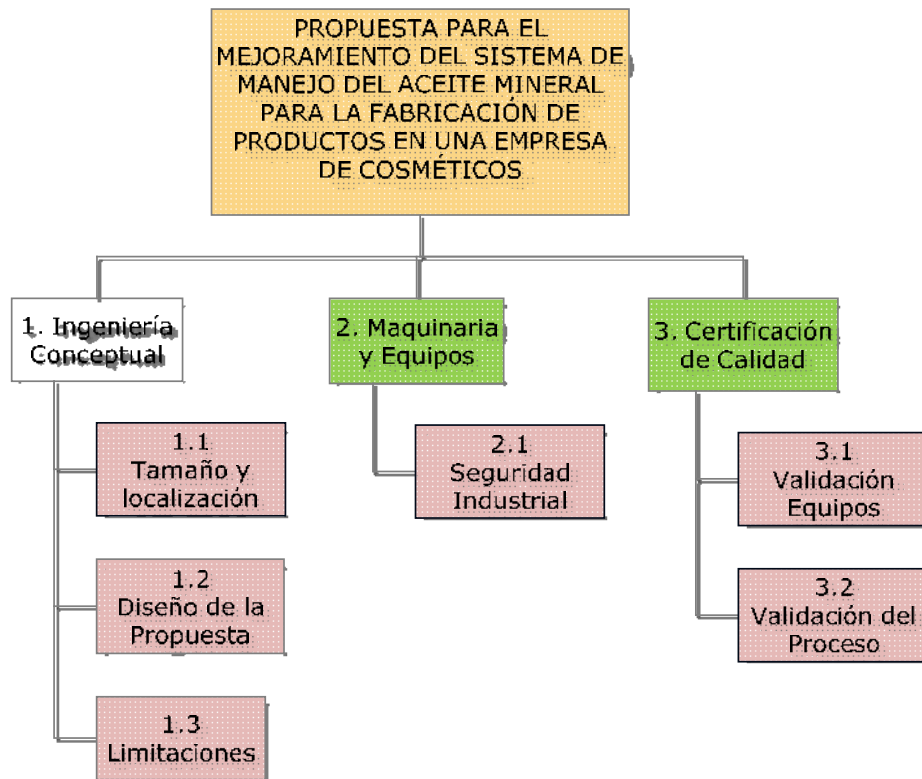 PROPUESTA PARA EL
MEJORAMIENTO DEL SISTEMA DE
MANEJO DEL ACEITE MINERAL
PARA LA FABRICACIÓN DE
PRODUCTOS EN UNA EMPRESA
DE COSMÉTICOS
1. Ingeniería
Conceptual
2. Maquinaria
y Equipos
3. Certificación
de Calidad
1.1
Tamaño y
localización
2.1
Seguridad
Industrial
3.1
Validación
Equipos
1.2
Diseño de la
Propuesta
3.2
Validación del
Proceso
1.3
Limitaciones